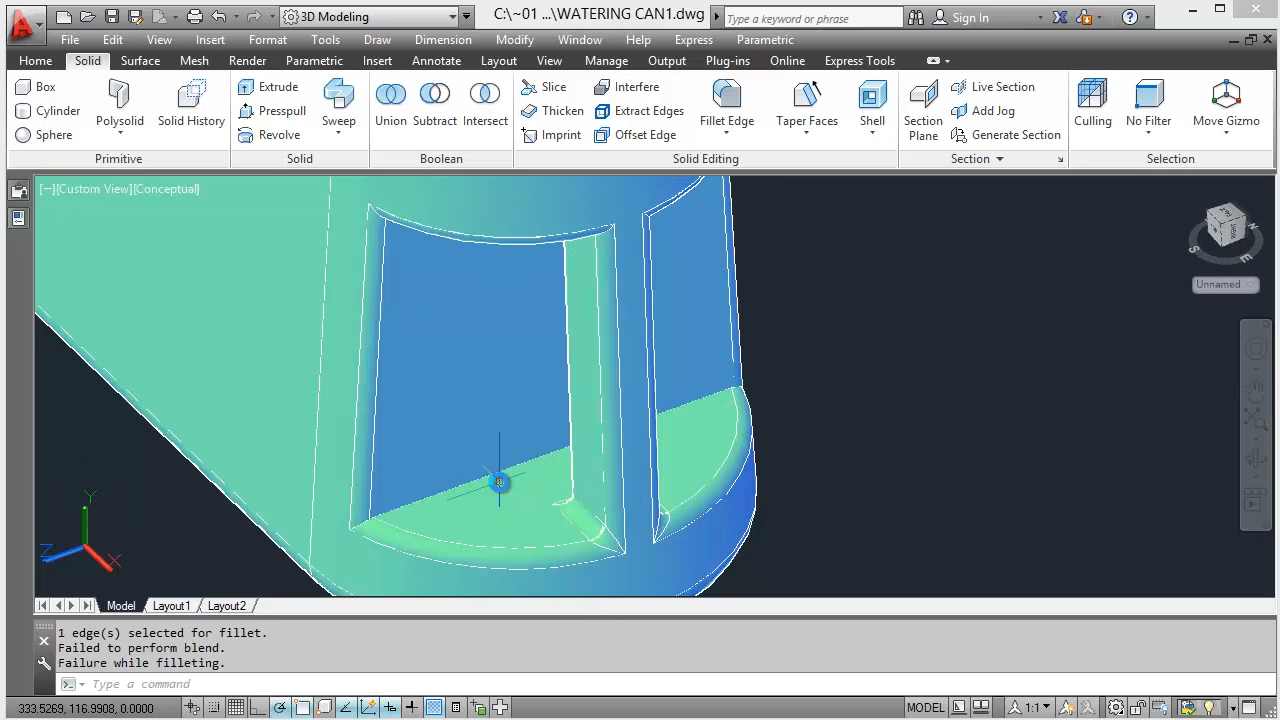 3D Modeling
C:\~01 ...\WATERING CAN1.dwg
Type a keyword or phrase
Sign In
File Edit View Insert Format Tools Draw Dimension Modify Window Help Express Parametric
Home Solid Surface Mesh Render Parametric Insert Annotate Layout View Manage Output Plug-ins Online Express Tools
Box
Cylinder
Sphere
Polysolid
Solid History
Extrude
Presspull
Revolve
Sweep
Union
Subtract
Intersect
Slice
Thicken
Imprint
Interfere
Extract Edges
Offset Edge
Fillet Edge
Taper Faces
Shell
Section
Plane
Live Section
Add Jog
Generate Section
Culling
No Filter
Move Gizmo
Primitive
Solid
Boolean
Solid Editing
Section
Selection
[−][Custom View][Conceptual]
N
S
E
Unnamed
Y
Z
X
Model Layout1 Layout2
1 edge(s) selected for fillet.
Failed to perform blend.
Failure while filleting.
Type a command
333.5269, 116.9908, 0.0000
MODEL
1:1